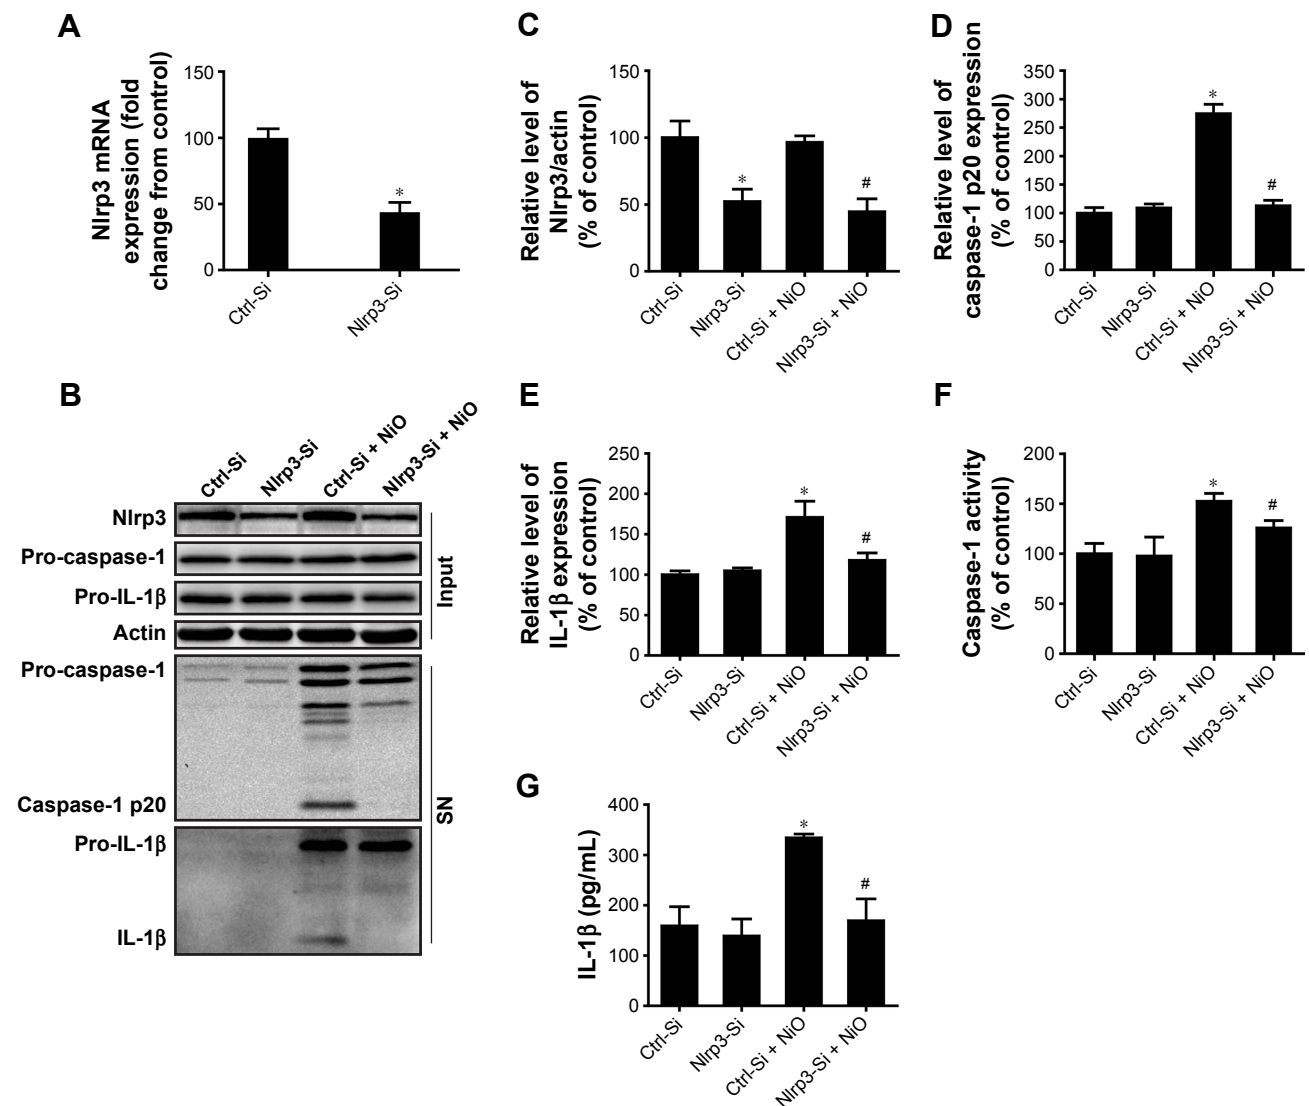 A
Nlrp3 mRNA
expression (fold
change from control)
150
100
50
0
*
Ctrl-Si
Nlrp3-Si
C
Relative level of
Nlrp3/actin
(% of control)
150
100
50
0
*
#
Ctrl-Si
Nlrp3-Si
Ctrl-Si + NiO
Nlrp3-Si + NiO
D
Relative level of
caspase-1 p20 expression
(% of control)
350
300
250
200
150
100
50
0
*
#
Ctrl-Si
Nlrp3-Si
Ctrl-Si + NiO
Nlrp3-Si + NiO
B
Ctrl-Si
Nlrp3-Si
Ctrl-Si + NiO
Nlrp3-Si + NiO
Nlrp3
Pro-caspase-1
Pro-IL-1β
Actin
Input
Pro-caspase-1
Caspase-1 p20
Pro-IL-1β
IL-1β
SN
E
Relative level of
IL-1β expression
(% of control)
250
200
150
100
50
0
*
#
Ctrl-Si
Nlrp3-Si
Ctrl-Si + NiO
Nlrp3-Si + NiO
F
Caspase-1 activity
(% of control)
200
150
100
50
0
*
#
Ctrl-Si
Nlrp3-Si
Ctrl-Si + NiO
Nlrp3-Si + NiO
G
IL-1β (pg/mL)
400
300
200
100
0
*
#
Ctrl-Si
Nlrp3-Si
Ctrl-Si + NiO
Nlrp3-Si + NiO